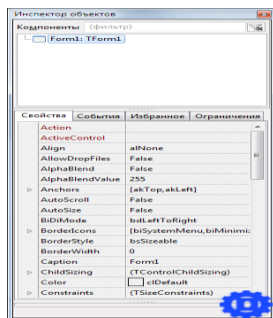 Инспектор объектов
Компоненты (фильтр)
Form1: TForm1
Свойства События Избранное Ограничения
Action
ActiveControl
Align alNone
AllowDropFiles False
AlphaBlend False
AlphaBlendValue 255
Anchors [akTop,akLeft]
AutoScroll False
AutoSize False
BiDiMode bdLeftToRight
BorderIcons [biSystemMenu,biMinimi
BorderStyle bsSizeable
BorderWidth 0
Caption Form1
ChildSizing (TControlChildSizing)
Color clDefault
Constraints (TSizeConstraints)